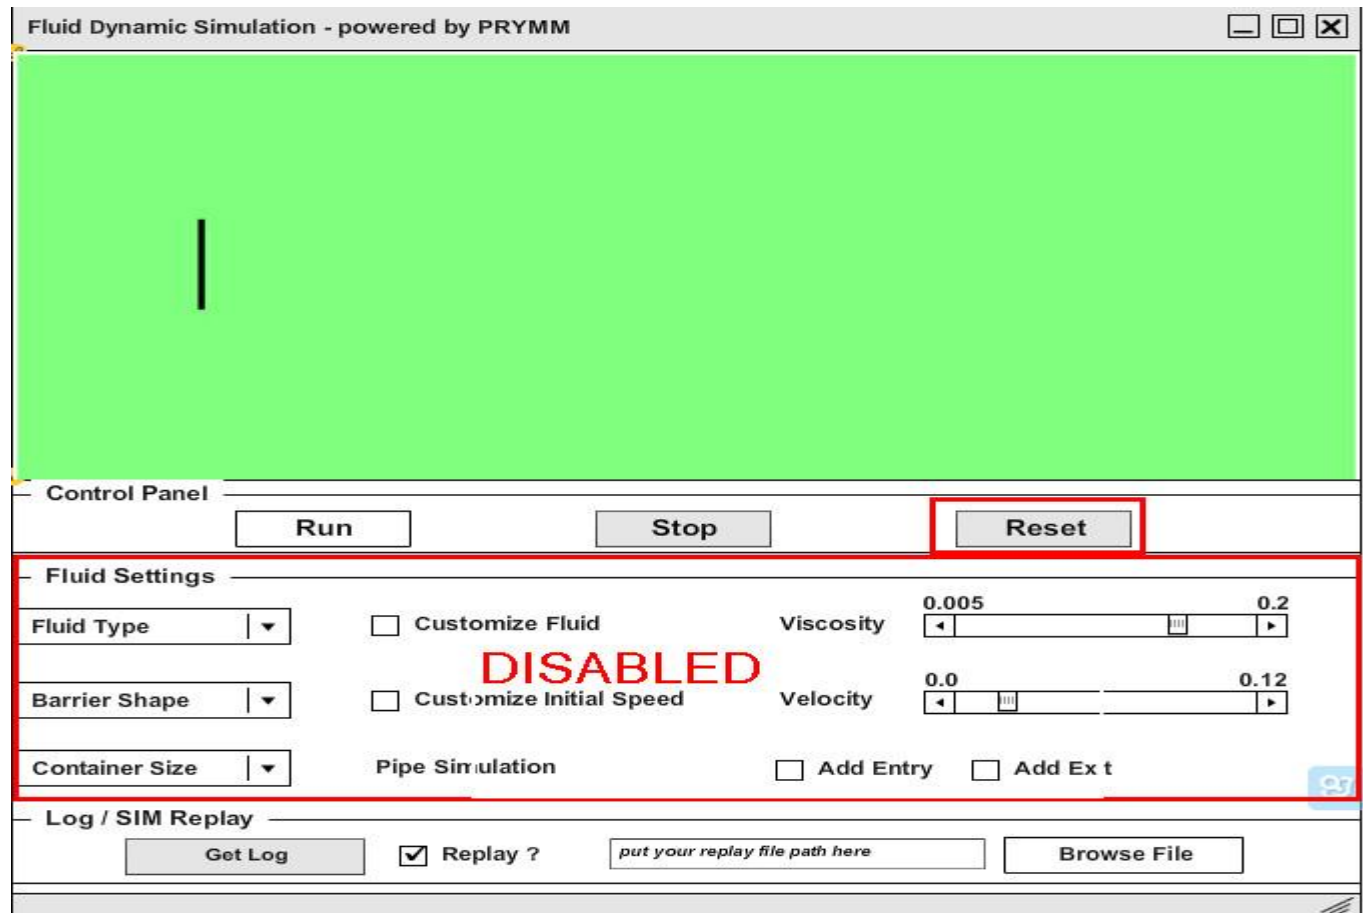 Fluid Dynamic Simulation - powered by PRYMM
Control Panel
Run Stop Reset
Fluid Settings
0.005 0.2
Fluid Type Customize Fluid Viscosity
DISABLED
0.0 0.12
Barrier Shape Customize Initial Speed Velocity
Container Size Pipe Simulation Add Entry Add Ex t
Log / SIM Replay
Get Log Replay ? put your replay file path here Browse File